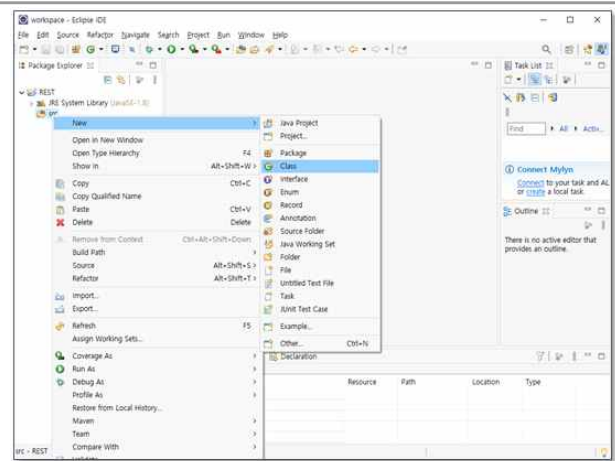 workspace - Eclipse IDE
File Edit Source Refactor Navigate Search Project Run Window Help
Package Explorer
REST
JRE System Library [JavaSE-1.8]
src
New
Open in New Window
Open Type Hierarchy F4
Show In Alt+Shift+W >
Copy Ctrl+C
Copy Qualified Name
Paste Ctrl+V
Delete Delete
Remove from Context Ctrl+Alt+Shift+Down
Build Path
Source Alt+Shift+S >
Refactor Alt+Shift+T >
Import...
Export...
Refresh F5
Assign Working Sets...
Coverage As
Run As
Debug As
Profile As
Restore from Local History...
Maven
Team
Compare With
Java Project
Project...
Package
Class
Interface
Enum
Record
Annotation
Source Folder
Java Working Set
Folder
File
Untitled Text File
Task
JUnit Test Case
Example...
Other... Ctrl+N
Declaration
Resource Path Location Type
Task List
Find All Activ...
Connect Mylyn
Connect to your task and AL
or create a local task.
Outline
There is no active editor that
provides an outline.
src - REST